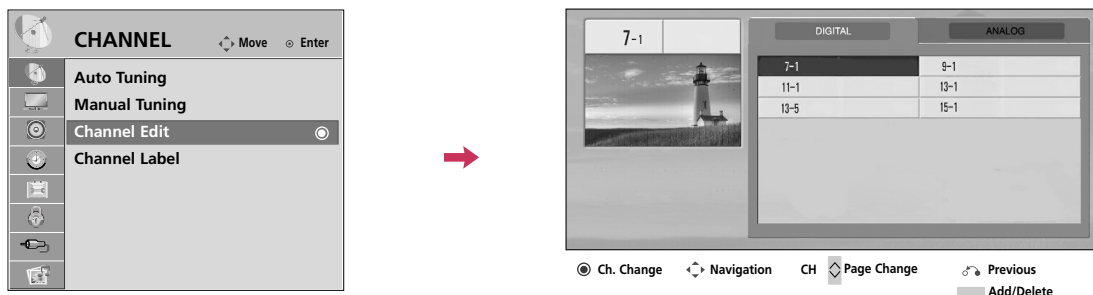 CHANNEL Move Enter
Auto Tuning
Manual Tuning
Channel Edit
Channel Label
7-1
DIGITAL ANALOG
7-1 9-1
11-1 13-1
13-5 15-1
Ch. Change Navigation CH Page Change Previous
Add/Delete